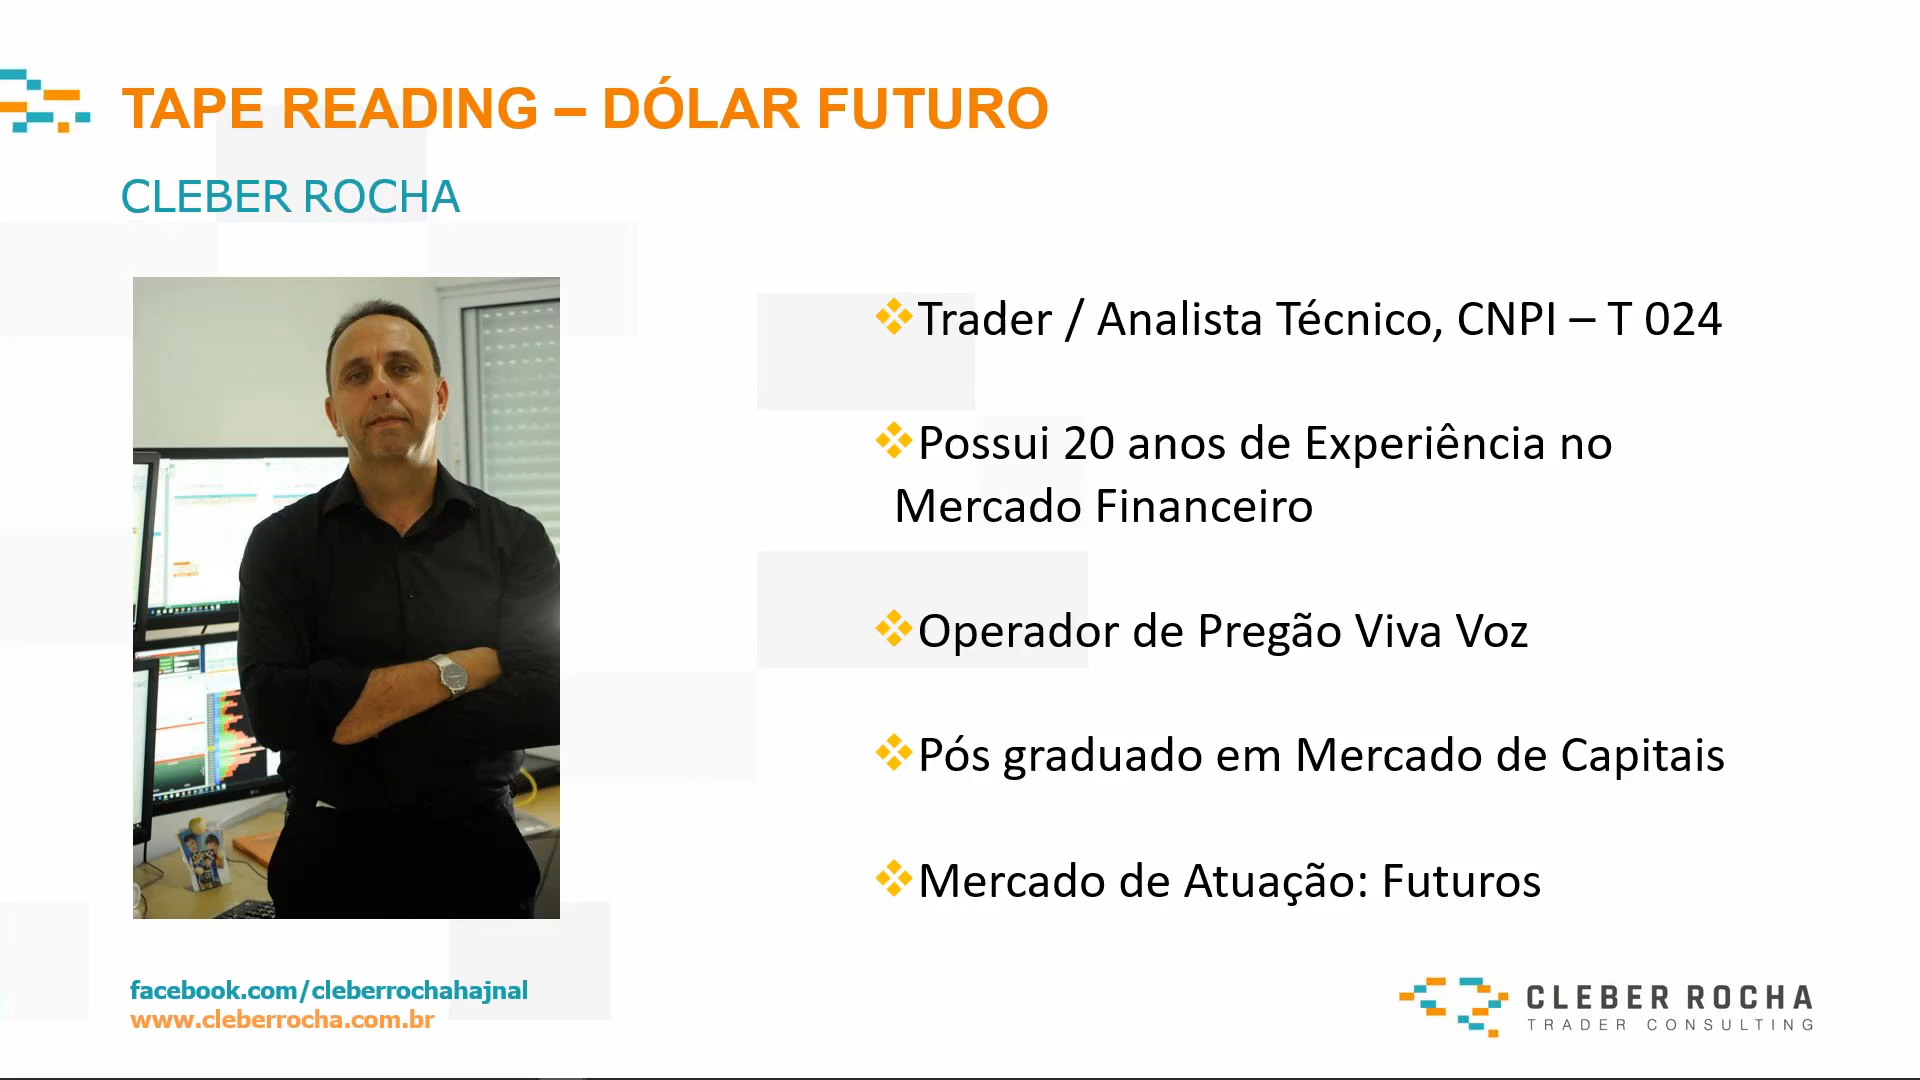 TAPE READING – DÓLAR FUTURO
CLEBER ROCHA
Trader / Analista Técnico, CNPI – T 024
Possui 20 anos de Experiência no
Mercado Financeiro
Operador de Pregão Viva Voz
Pós graduado em Mercado de Capitais
Mercado de Atuação: Futuros
facebook.com/cleberrochahajnal
www.cleberrocha.com.br
CLEBER ROCHA
TRADER CONSULTING